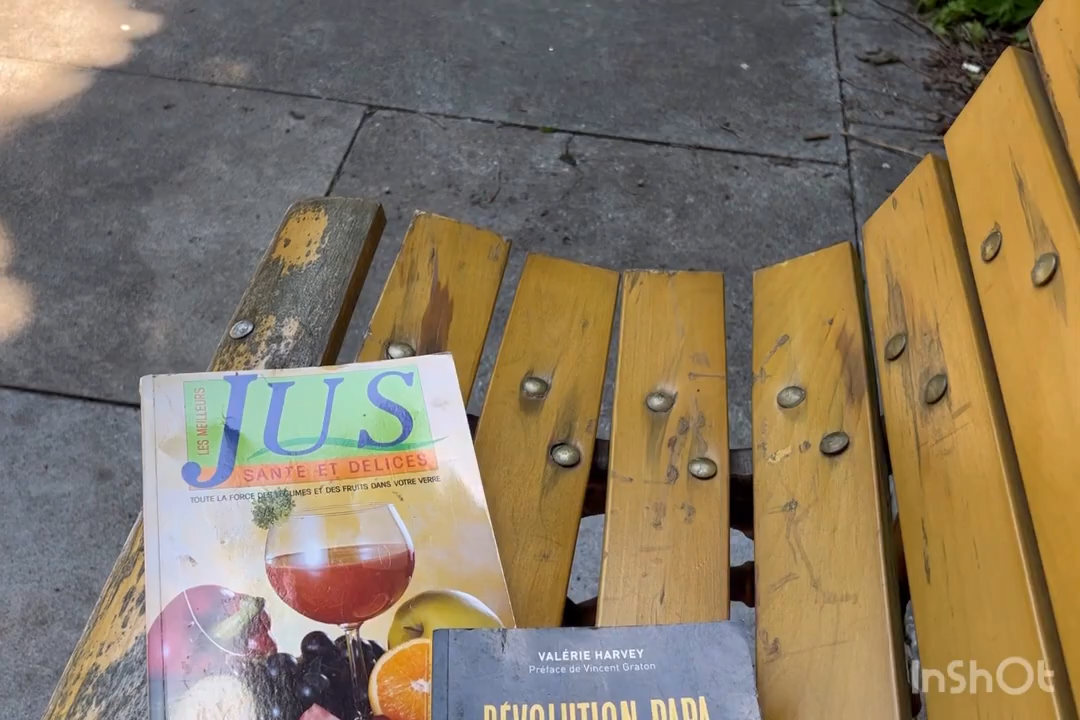 LES MEILLEURS
JUS
SANTÉ ET DÉLICES
TOUTE LA FORCE DES LÉGUMES ET DES FRUITS DANS VOTRE VERRE
VALÉRIE HARVEY
Préface de Vincent Graton
RÉVOLUTION PAPA
InShOt